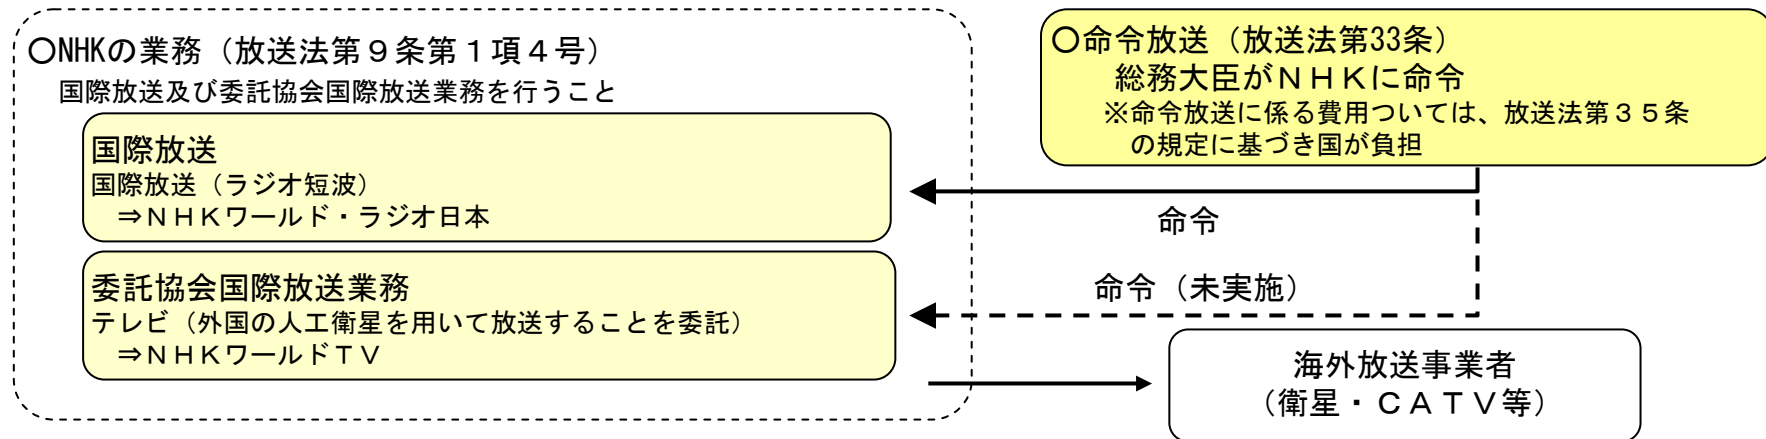 〇NHKの業務（放送法第９条第１項４号）
国際放送及び委託協会国際放送業務を行うこと
国際放送
国際放送（ラジオ短波）
⇒ＮＨＫワールド・ラジオ日本
委託協会国際放送業務
テレビ（外国の人工衛星を用いて放送することを委託）
⇒ＮＨＫワールドＴＶ
〇命令放送（放送法第33条）
総務大臣がＮＨＫに命令
※命令放送に係る費用ついては、放送法第３５条
の規定に基づき国が負担
命令
命令（未実施）
海外放送事業者
（衛星・ＣＡＴＶ等）